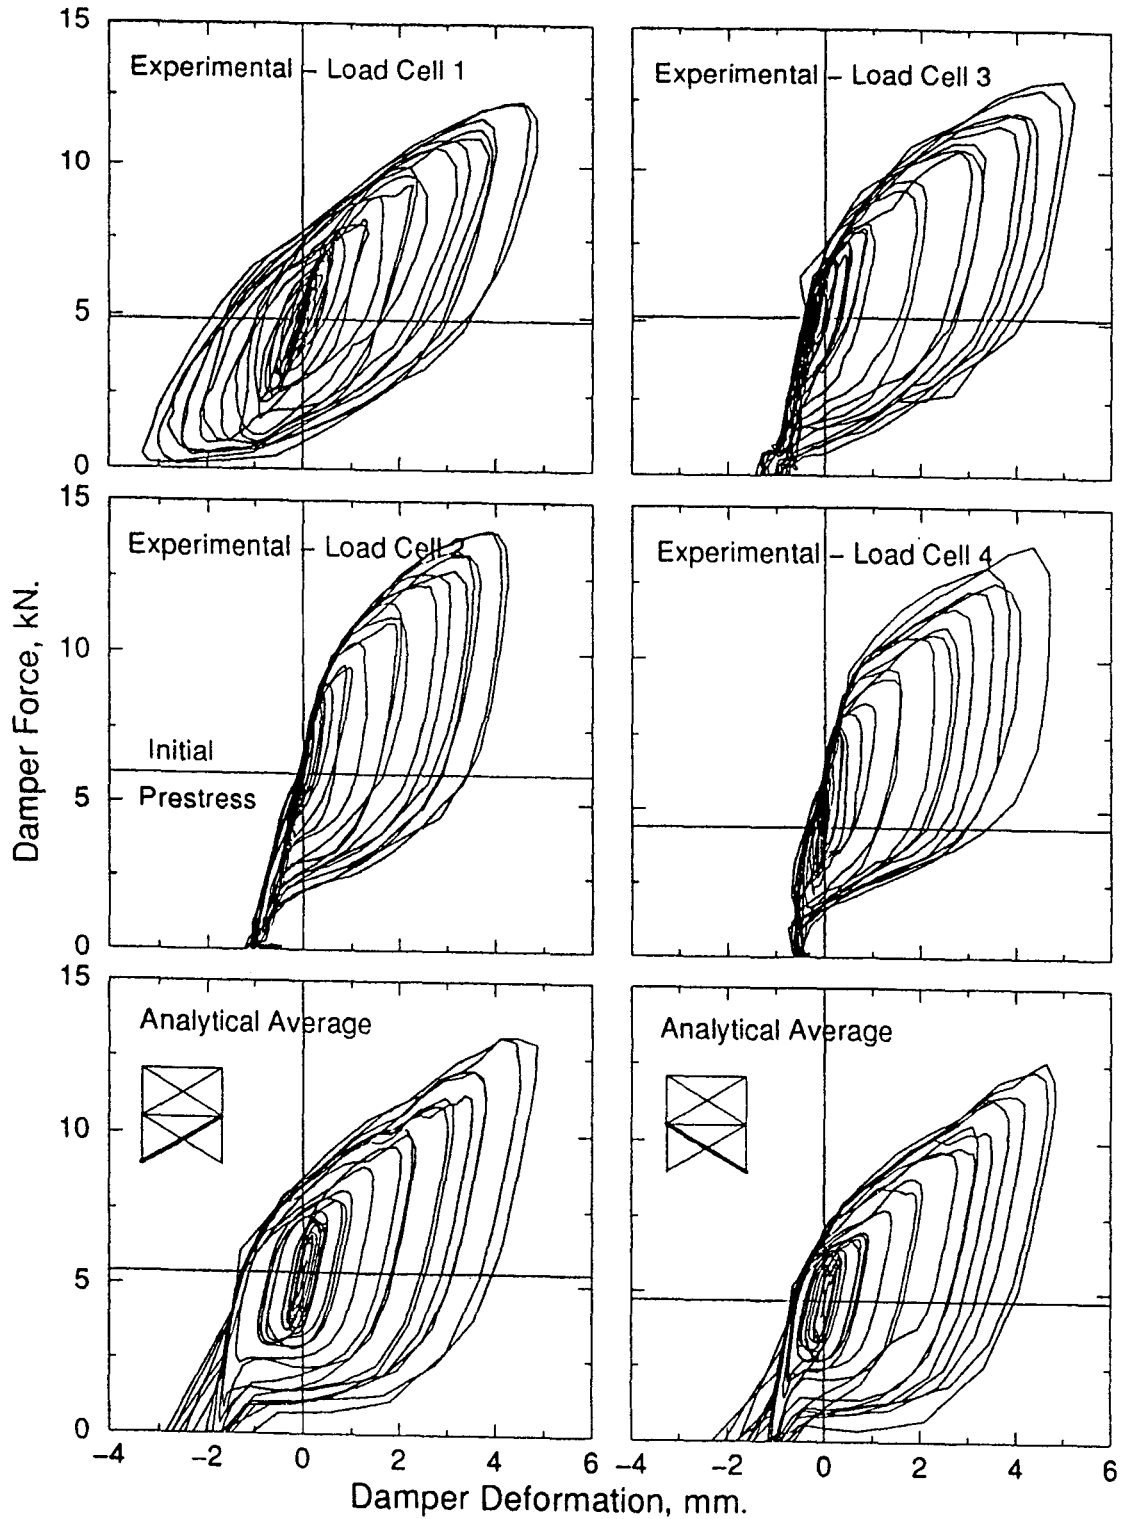 15
Experimental – Load Cell 1
Experimental – Load Cell 3
10
5
0
15
Experimental – Load Cell 2
Experimental – Load Cell 4
10
Initial
5
Prestress
0
Damper Force, kN.
15
Analytical Average
Analytical Average
10
5
0
−4 −2 0 2 4 6
−4 −2 0 2 4 6
Damper Deformation, mm.